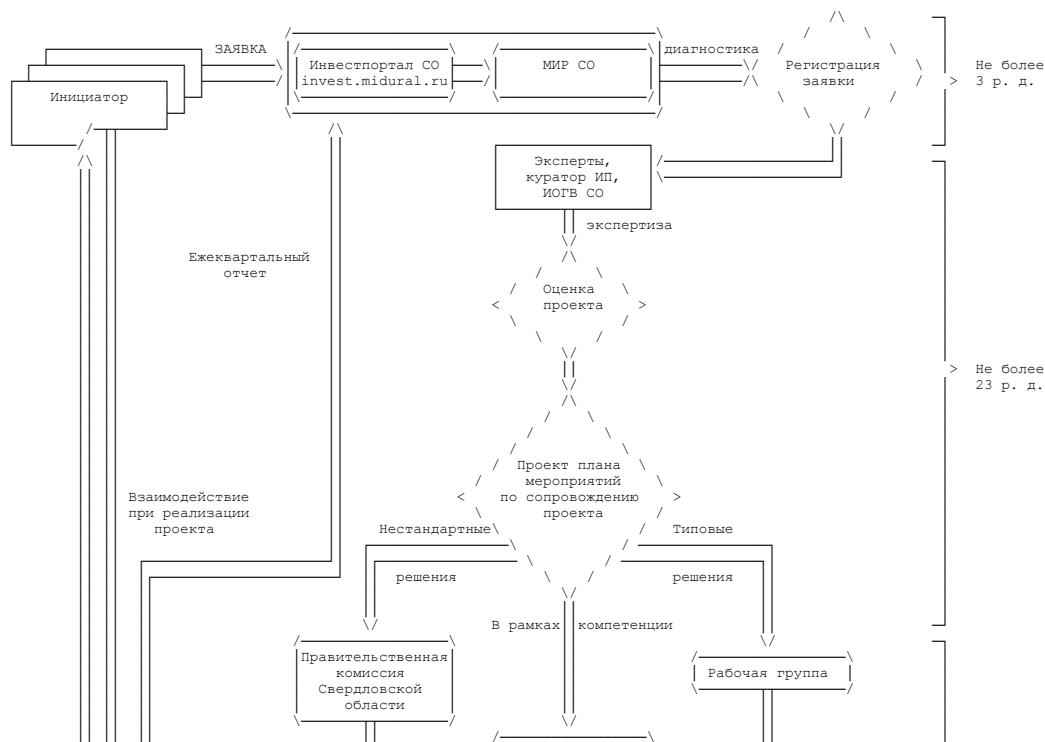 ЗАЯВКА
Инвестпортал СО
invest.midural.ru
МИР СО
диагностика
Регистрация
заявки
Не более
3 р. д.
Инициатор
Эксперты,
куратор ИП,
ИОГВ СО
экспертиза
Ежеквартальный
отчет
Оценка
проекта
Не более
23 р. д.
Проект плана
мероприятий
по сопровождению
проекта
Взаимодействие
при реализации
проекта
Нестандартные
решения
Типовые
решения
В рамках компетенции
Правительственная
комиссия
Свердловской
области
Рабочая группа